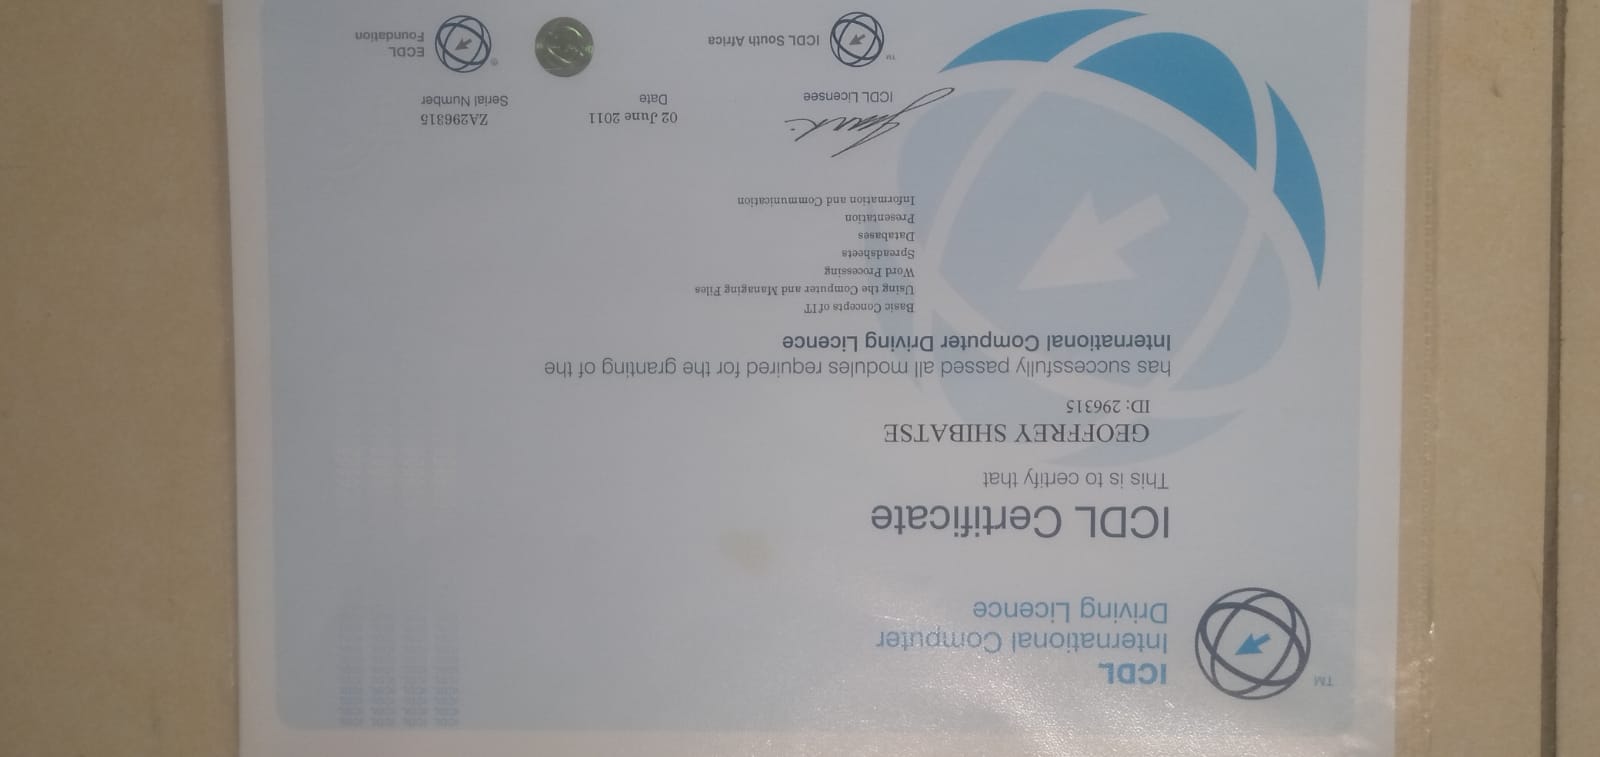 ICDL
International Computer
Driving Licence
TM
ICDL Certificate
This is to certify that
GEOFFREY SHIBATSE
ID: 296315
has successfully passed all modules required for the granting of the
International Computer Driving Licence
Basic Concepts of IT
Using the Computer and Managing Files
Word Processing
Spreadsheets
Databases
Presentation
Information and Communication
ICDL Licensee
02 June 2011
Date
ZA296315
Serial Number
TM
ICDL South Africa
®
ECDL
Foundation